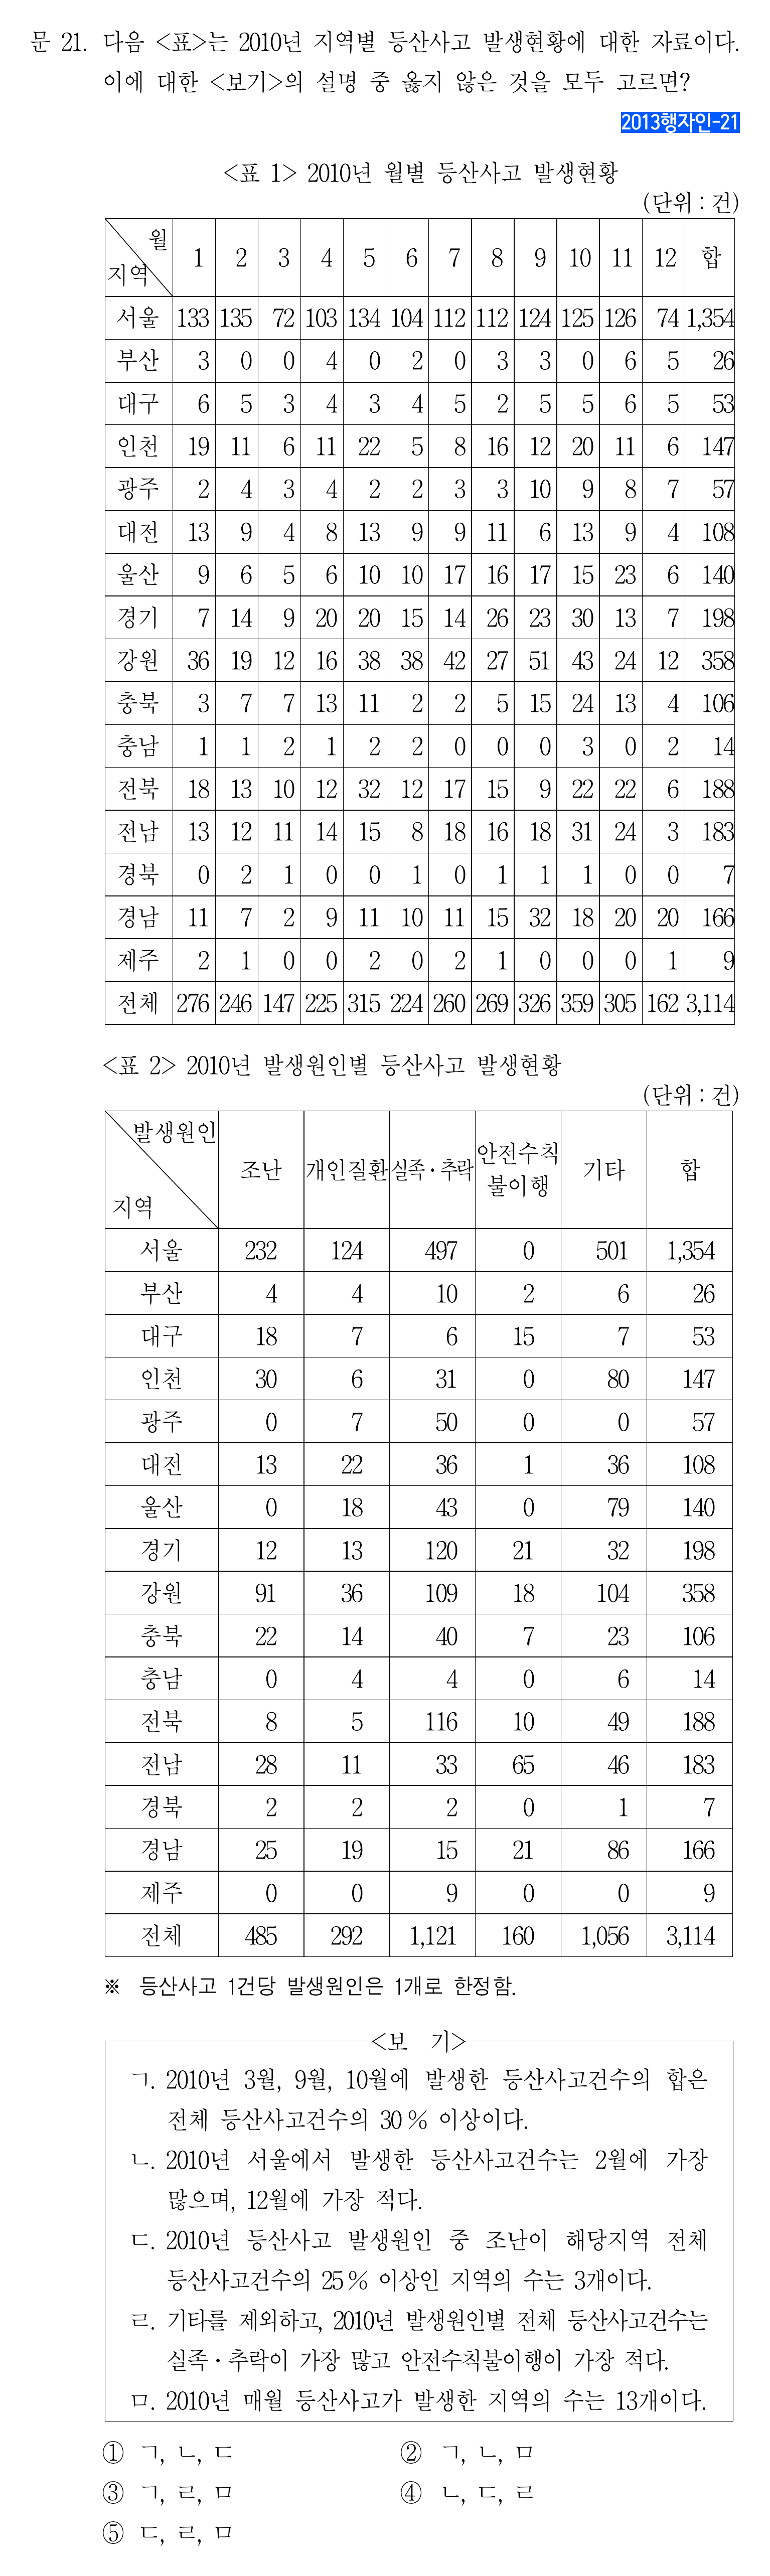 문 21. 다음 <표>는 2010년 지역별 등산사고 발생현황에 대한 자료이다.
이에 대한 <보기>의 설명 중 옳지 않은 것을 모두 고르면?
2013행자인-21
<표 1> 2010년 월별 등산사고 발생현황
(단위 : 건)
월
지역 1 2 3 4 5 6 7 8 9 10 11 12 합
서울 133 135 72 103 134 104 112 112 124 125 126 74 1,354
부산 3 0 0 4 0 2 0 3 3 0 6 5 26
대구 6 5 3 4 3 4 5 2 5 5 6 5 53
인천 19 11 6 11 22 5 8 16 12 20 11 6 147
광주 2 4 3 4 2 2 3 3 10 9 8 7 57
대전 13 9 4 8 13 9 9 11 6 13 9 4 108
울산 9 6 5 6 10 10 17 16 17 15 23 6 140
경기 7 14 9 20 20 15 14 26 23 30 13 7 198
강원 36 19 12 16 38 38 42 27 51 43 24 12 358
충북 3 7 7 13 11 2 2 5 15 24 13 4 106
충남 1 1 2 1 2 2 0 0 0 3 0 2 14
전북 18 13 10 12 32 12 17 15 9 22 22 6 188
전남 13 12 11 14 15 8 18 16 18 31 24 3 183
경북 0 2 1 0 0 1 0 1 1 1 0 0 7
경남 11 7 2 9 11 10 11 15 32 18 20 20 166
제주 2 1 0 0 2 0 2 1 0 0 0 1 9
전체 276 246 147 225 315 224 260 269 326 359 305 162 3,114
<표 2> 2010년 발생원인별 등산사고 발생현황
(단위 : 건)
발생원인
지역 조난 개인질환 실족·추락 안전수칙 불이행 기타 합
서울 232 124 497 0 501 1,354
부산 4 4 10 2 6 26
대구 18 7 6 15 7 53
인천 30 6 31 0 80 147
광주 0 7 50 0 0 57
대전 13 22 36 1 36 108
울산 0 18 43 0 79 140
경기 12 13 120 21 32 198
강원 91 36 109 18 104 358
충북 22 14 40 7 23 106
충남 0 4 4 0 6 14
전북 8 5 116 10 49 188
전남 28 11 33 65 46 183
경북 2 2 2 0 1 7
경남 25 19 15 21 86 166
제주 0 0 9 0 0 9
전체 485 292 1,121 160 1,056 3,114
※ 등산사고 1건당 발생원인은 1개로 한정함.
<보 기>
ㄱ. 2010년 3월, 9월, 10월에 발생한 등산사고건수의 합은
전체 등산사고건수의 30 % 이상이다.
ㄴ. 2010년 서울에서 발생한 등산사고건수는 2월에 가장
많으며, 12월에 가장 적다.
ㄷ. 2010년 등산사고 발생원인 중 조난이 해당지역 전체
등산사고건수의 25 % 이상인 지역의 수는 3개이다.
ㄹ. 기타를 제외하고, 2010년 발생원인별 전체 등산사고건수는
실족·추락이 가장 많고 안전수칙불이행이 가장 적다.
ㅁ. 2010년 매월 등산사고가 발생한 지역의 수는 13개이다.
① ㄱ, ㄴ, ㄷ ② ㄱ, ㄴ, ㅁ
③ ㄱ, ㄹ, ㅁ ④ ㄴ, ㄷ, ㄹ
⑤ ㄷ, ㄹ, ㅁ